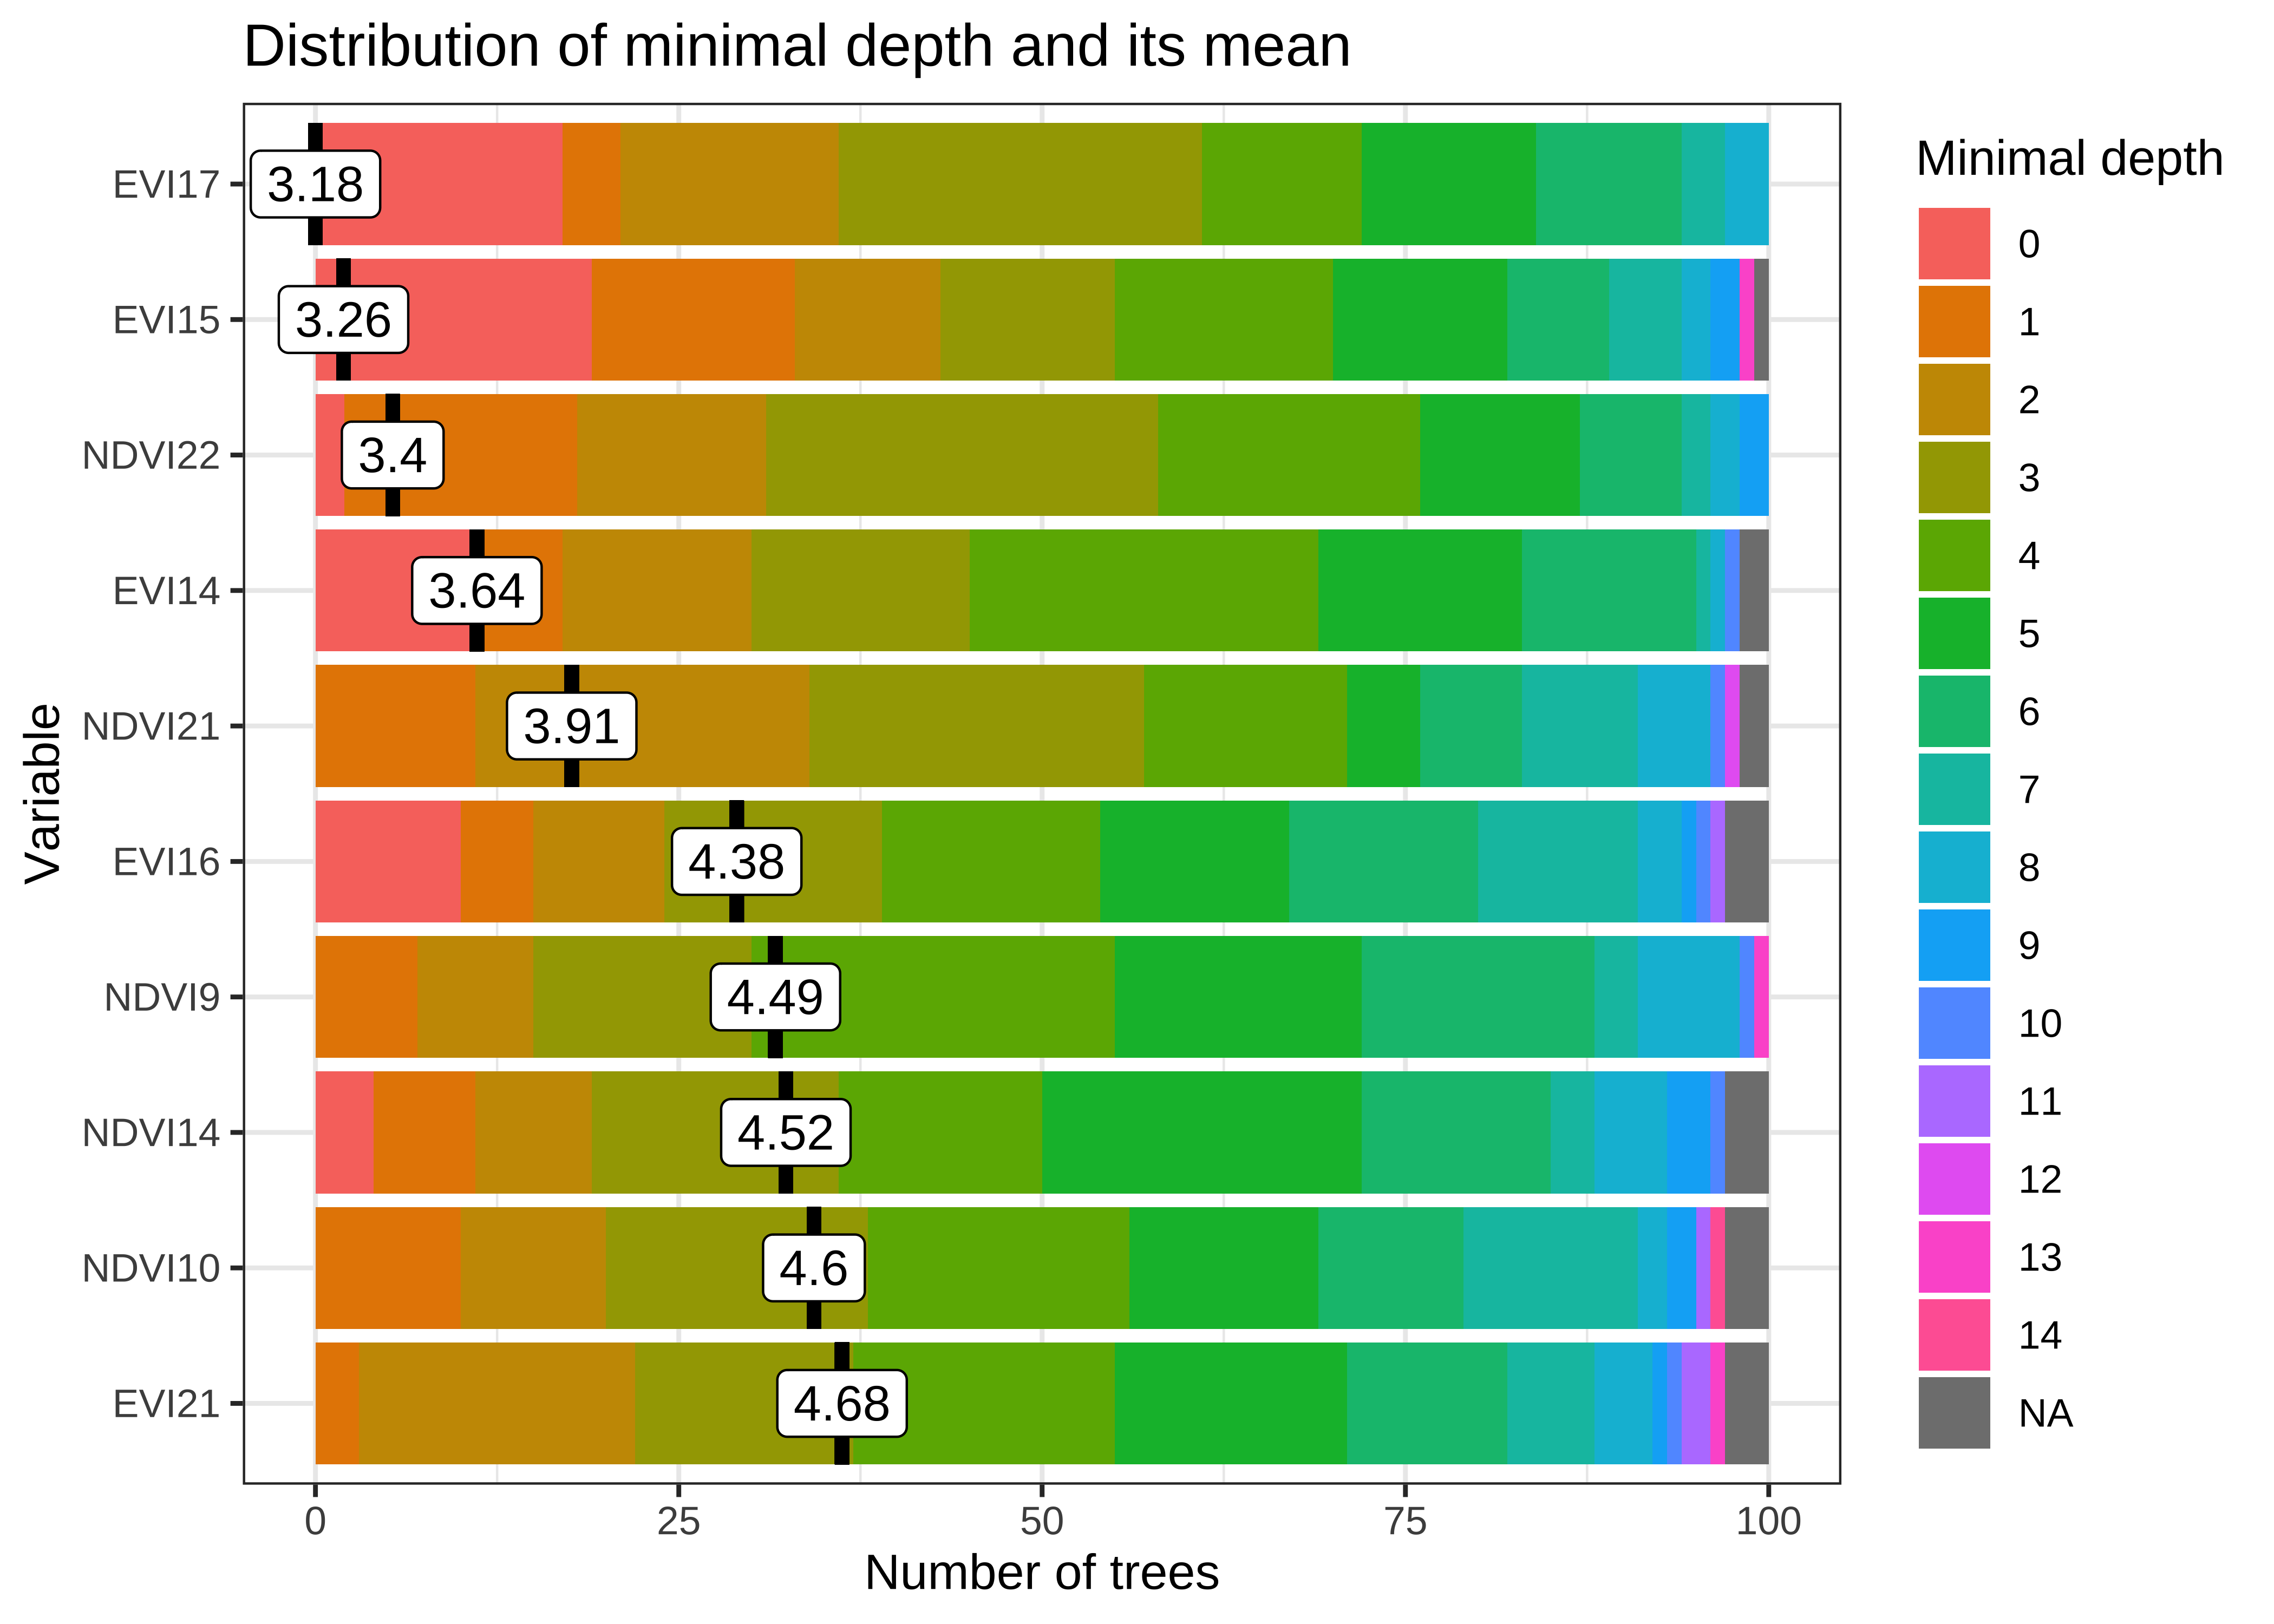 Distribution of minimal depth and its mean
Variable
EVI17
3.18
EVI15
3.26
NDVI22
3.4
EVI14
3.64
NDVI21
3.91
EVI16
4.38
NDVI9
4.49
NDVI14
4.52
NDVI10
4.6
EVI21
4.68
0
25
50
75
100
Number of trees
Minimal depth
0
1
2
3
4
5
6
7
8
9
10
11
12
13
14
NA